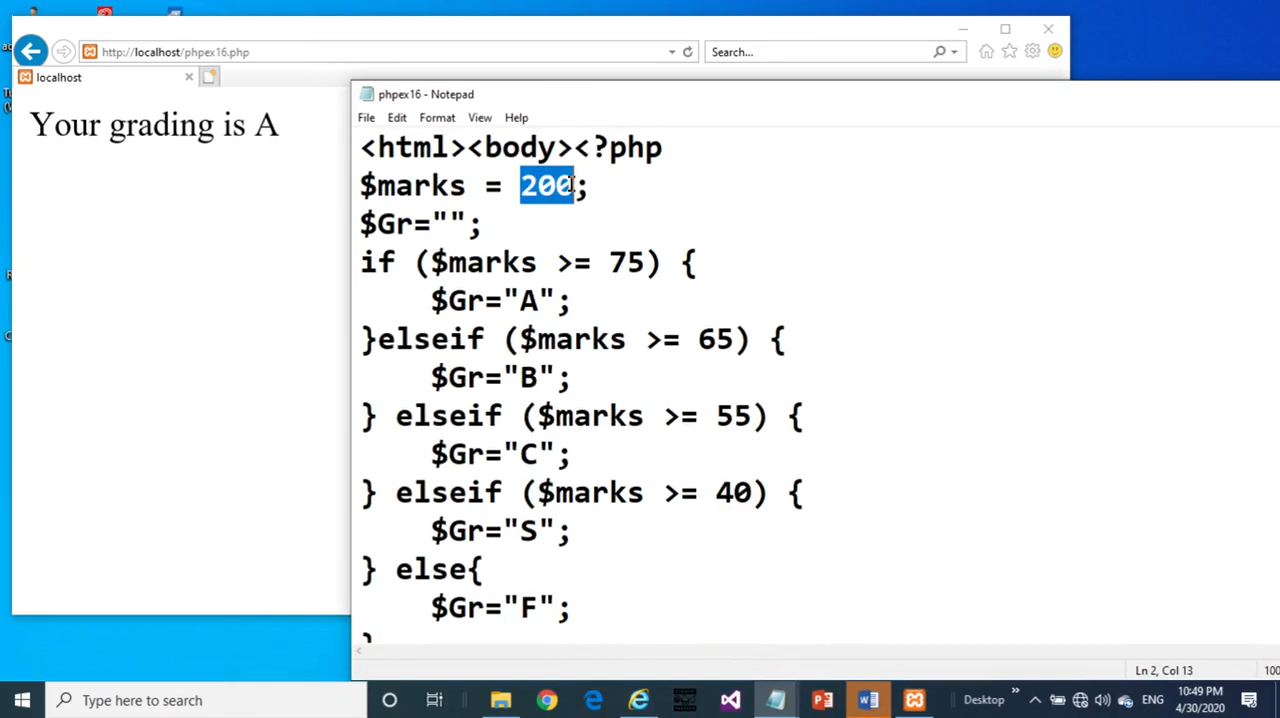 http://localhost/phpex16.php
Search...
localhost
Your grading is A
phpex16 - Notepad
File Edit Format View Help
<html><body><?php
$marks = 200;
$Gr="";
if ($marks >= 75) {
    $Gr="A";
}elseif ($marks >= 65) {
    $Gr="B";
} elseif ($marks >= 55) {
    $Gr="C";
} elseif ($marks >= 40) {
    $Gr="S";
} else{
    $Gr="F";
}
Ln 2, Col 13
100
Type here to search
Desktop
ENG
10:49 PM
4/30/2020